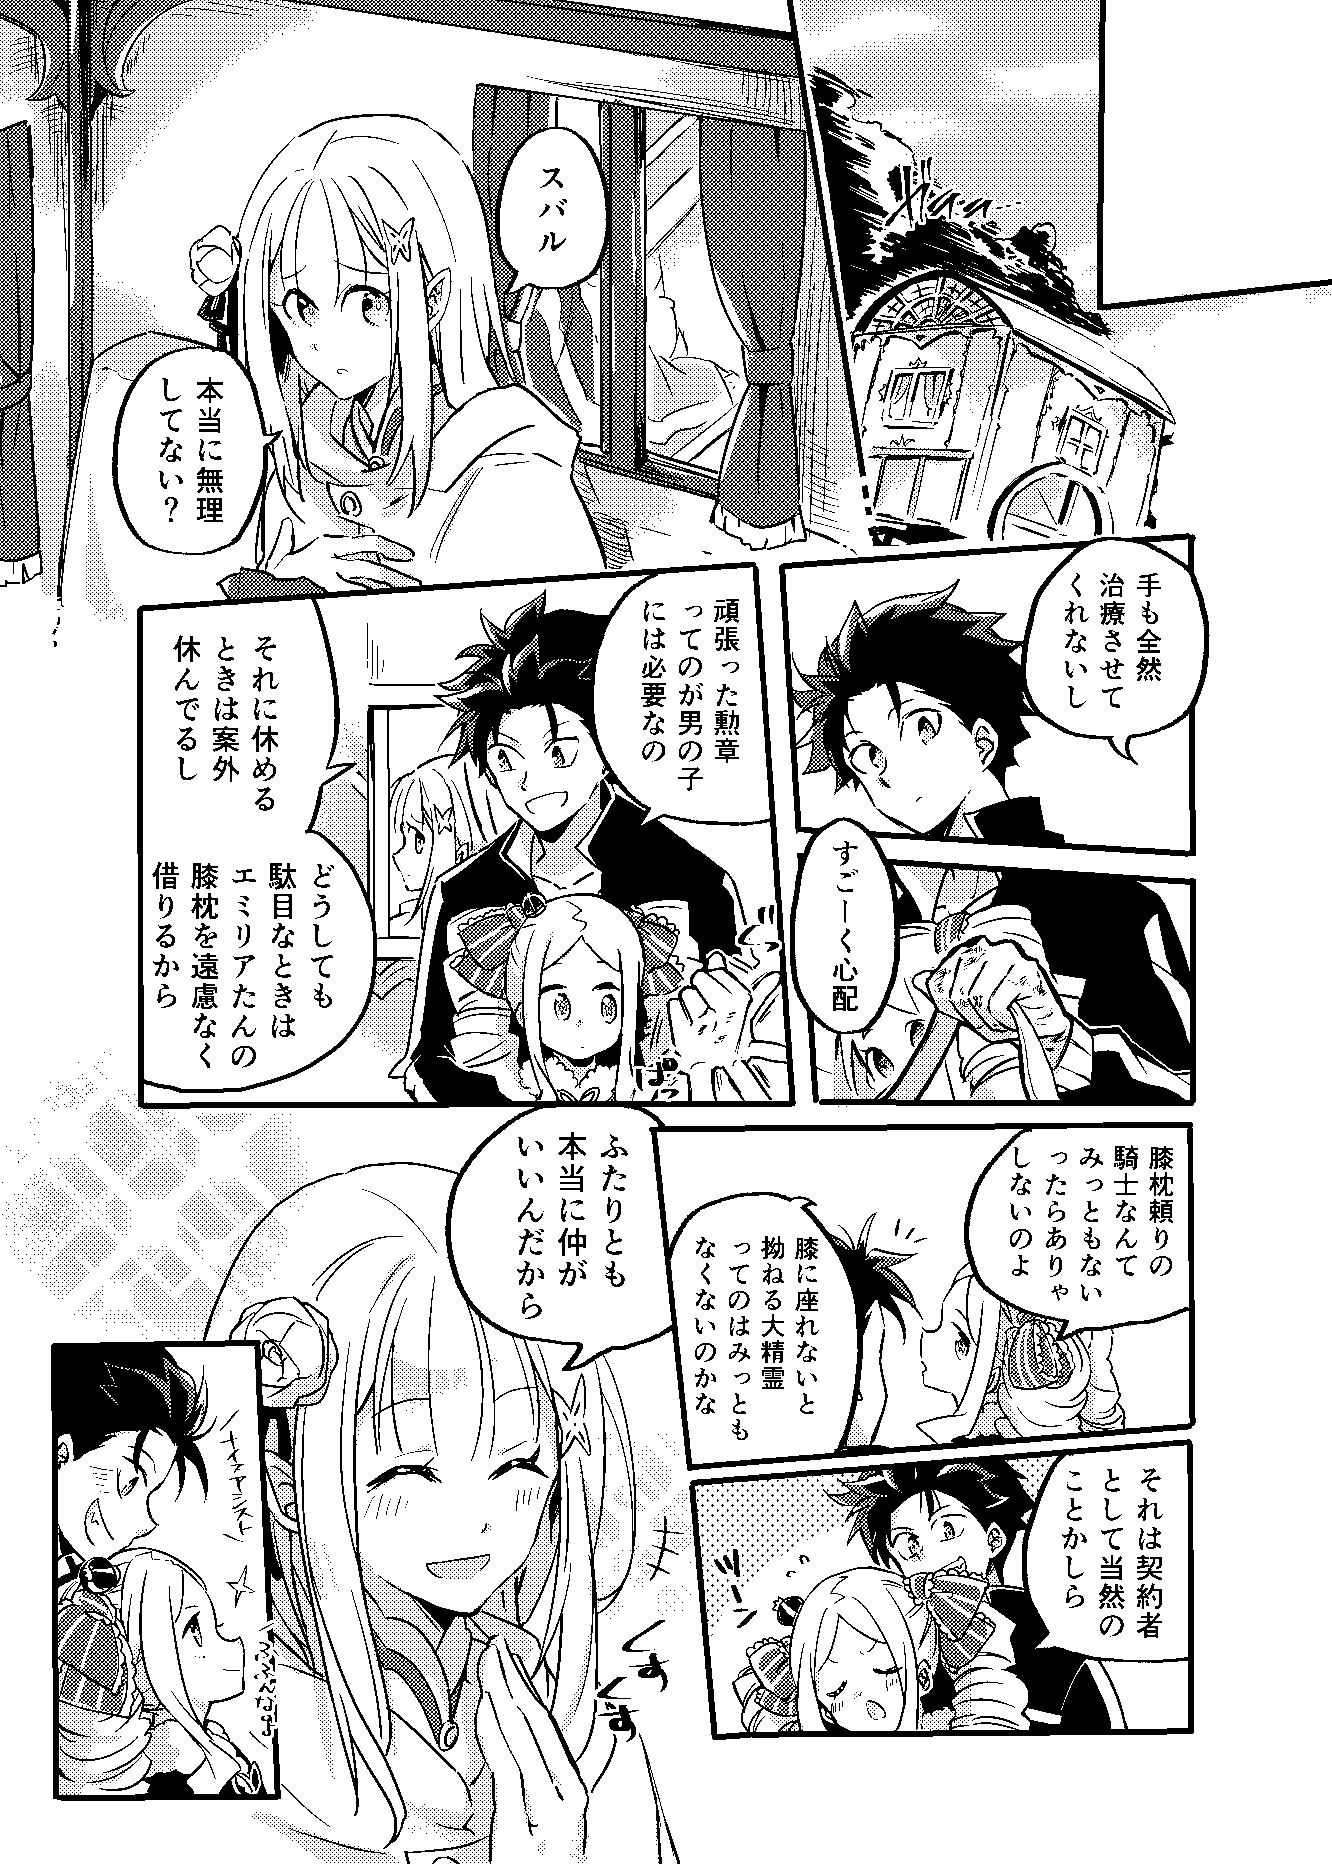 スバル
本当に無理
してない？
手も全然
治療させて
くれないし
すごーく心配
頑張った勲章
ってのが男の子
には必要なの
それに休める
ときは案外
休んでるし
どうしても
駄目なときは
エミリアたんの
膝枕を遠慮なく
借りるから
膝枕頼りの
騎士なんて
みっともない
ったらありゃ
しないのよ
膝に座れないと
拗ねる大精霊
ってのはみっとも
なくないのかな
それは契約者
として当然の
ことかしら
ふたりとも
本当に仲が
いいんだから
くす
くす
ナイスアシスト